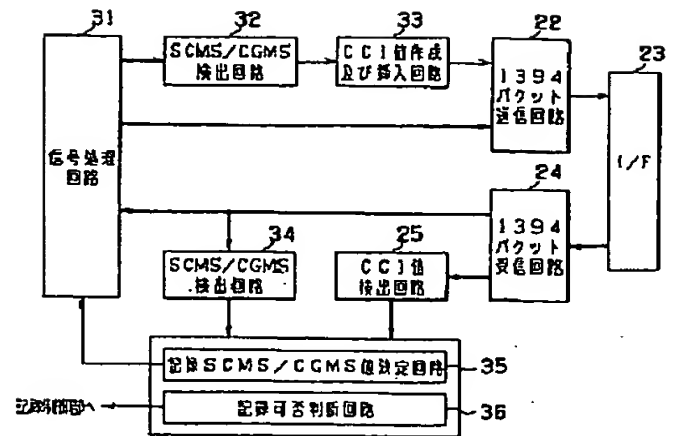 31
32
33
22
23
SCMS/CGMS
検出回路
CCI値作成
及び挿入回路
1394
パケット
送信回路
I/F
信号処理
回路
34
25
24
SCMS/CGMS
検出回路
CCI値
検出回路
1394
パケット
受信回路
記録SCMS/CGMS値決定回路
35
記録可否判断回路
36
記録制御部へ